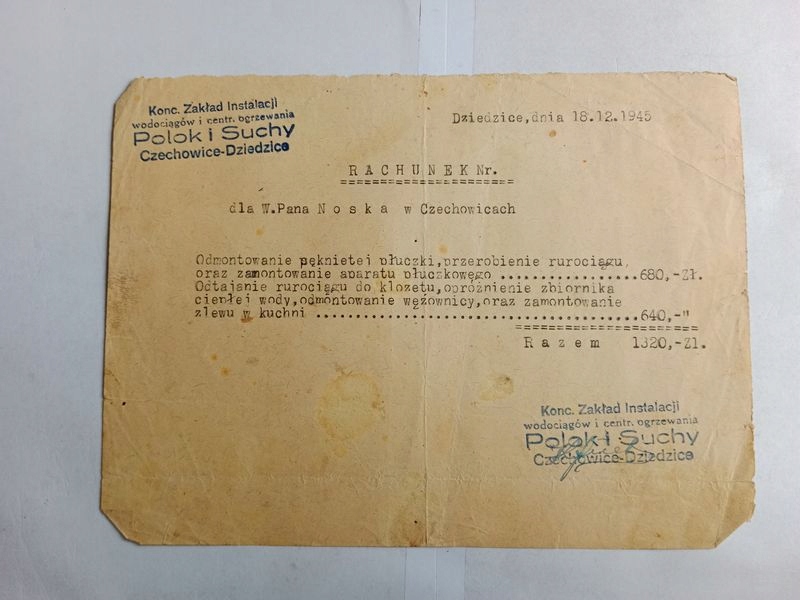 Konc. Zakład Instalacji
wodociągów i centr. ogrzewania
Polok i Suchy
Czechowice-Dziedzice
Dziedzice,dnia 18.12.1945
R A C H U N E K Nr.
====================
dla W.Pana N o s k a w Czechowicach
Odmontowanie pękniętej płuczki,przerobienie rurociągu,
oraz zamontowanie aparatu płuczkowego ..................680,-Zł.
Odtajanie rurociągu do klozetu,opróżnienie zbiornika
ciepłej wody,odmontowanie wężownicy,oraz zamontowanie
zlewu w kuchni .........................................640,-"
======================
R a z e m 1320,-Zl.
Konc. Zakład Instalacji
wodociągów i centr. ogrzewania
Polok i Suchy
Czechowice-Dziedzice